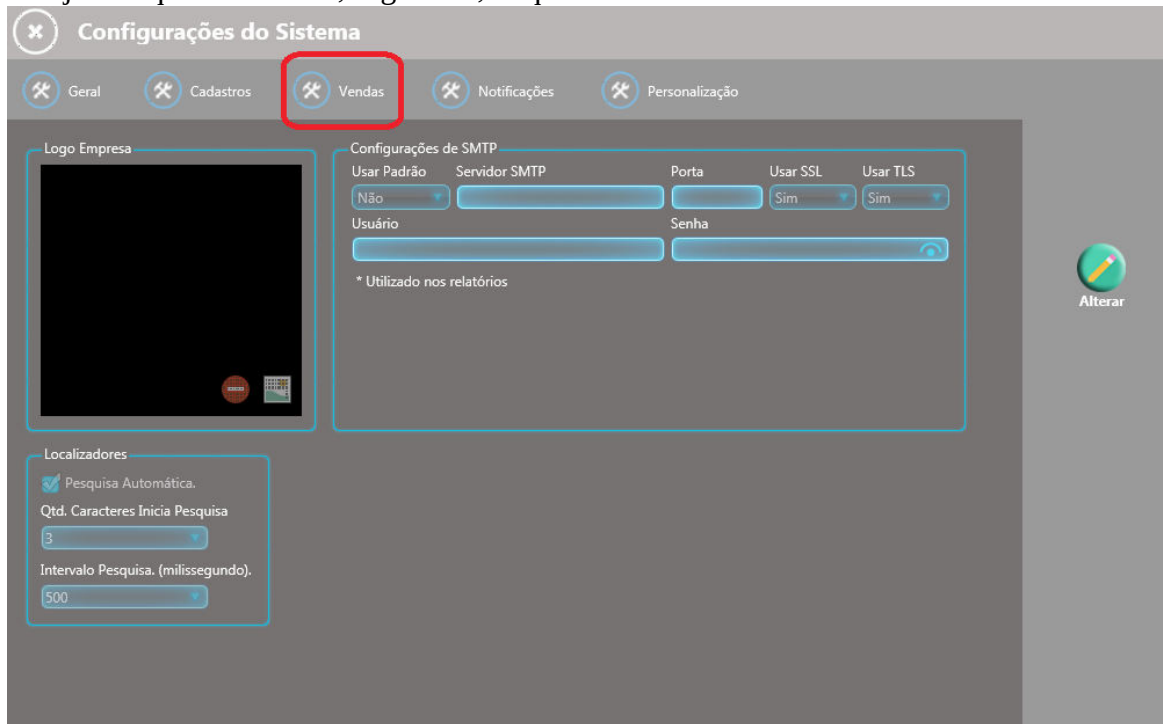 Configurações do Sistema
Geral Cadastros Vendas Notificações Personalização
Logo Empresa
Configurações de SMTP
Usar Padrão Servidor SMTP Porta Usar SSL Usar TLS
Não Sim Sim
Usuário Senha
* Utilizado nos relatórios
Alterar
Localizadores
Pesquisa Automática.
Qtd. Caracteres Inicia Pesquisa
3
Intervalo Pesquisa. (milissegundo).
500